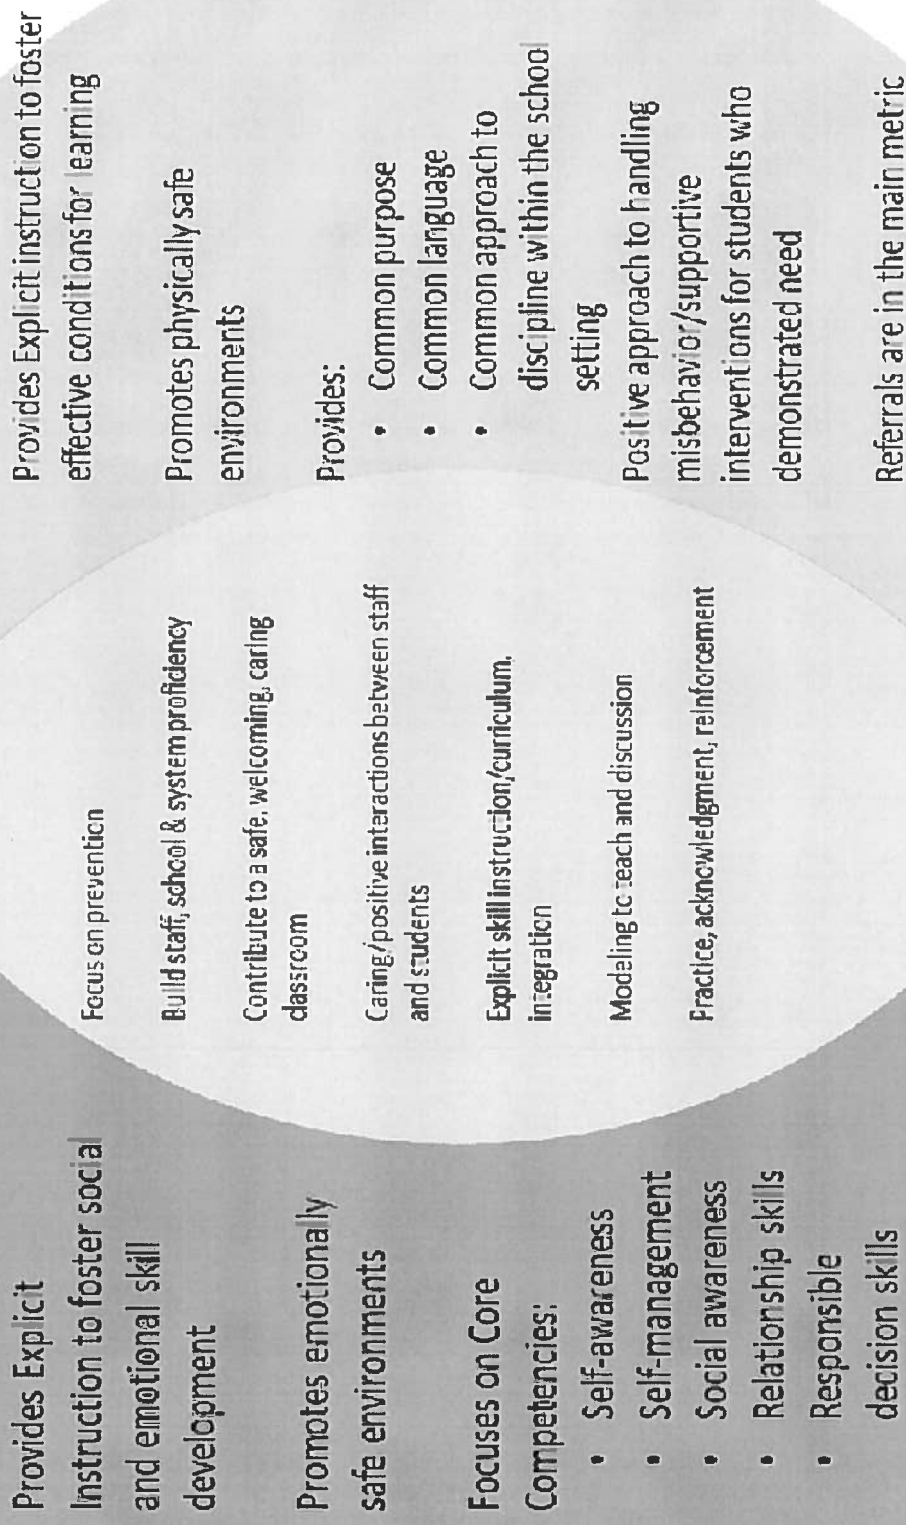 Provides Explicit
Instruction to foster social
and emotional skill
development
Promotes emotionally
safe environments
Focuses on Core
Competencies:
• Self-awareness
• Self-management
• Social awareness
• Relationship skills
• Responsible
decision skills
Focus on prevention
Build staff, school & system proficiency
Contribute to a safe, welcoming, caring
classroom
Caring/positive interactions between staff
and students
Explicit skill instruction/curriculum,
integration
Modeling to teach and discussion
Practice, acknowledgment, reinforcement
Provides Explicit instruction to foster
effective conditions for learning
Promotes physically safe
environments
Provides:
• Common purpose
• Common language
• Common approach to
discipline within the school
setting
Positive approach to handling
misbehavior/supportive
interventions for students who
demonstrated need
Referrals are in the main metric